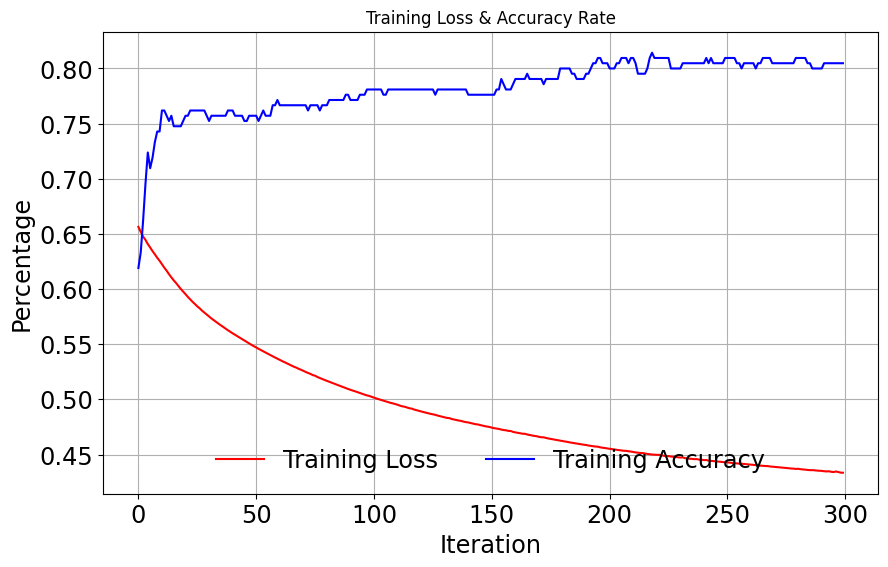 Training Loss & Accuracy Rate
0.80
0.75
0.70
0.65
0.60
0.55
0.50
0.45
Percentage
Training Loss Training Accuracy
0 50 100 150 200 250 300
Iteration